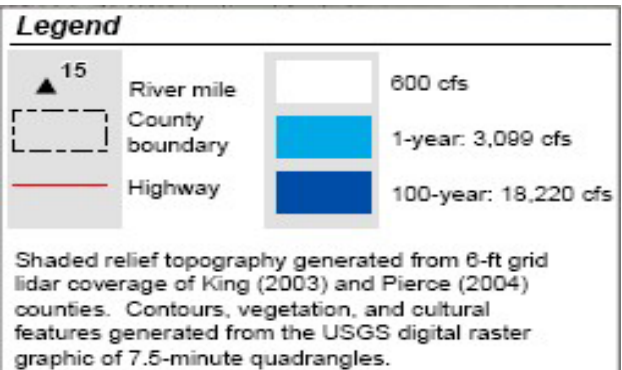 Legend
15
River mile
600 cfs
County
boundary
1-year: 3,099 cfs
Highway
100-year: 18,220 cfs
Shaded relief topography generated from 6-ft grid
lidar coverage of King (2003) and Pierce (2004)
counties. Contours, vegetation, and cultural
features generated from the USGS digital raster
graphic of 7.5-minute quadrangles.